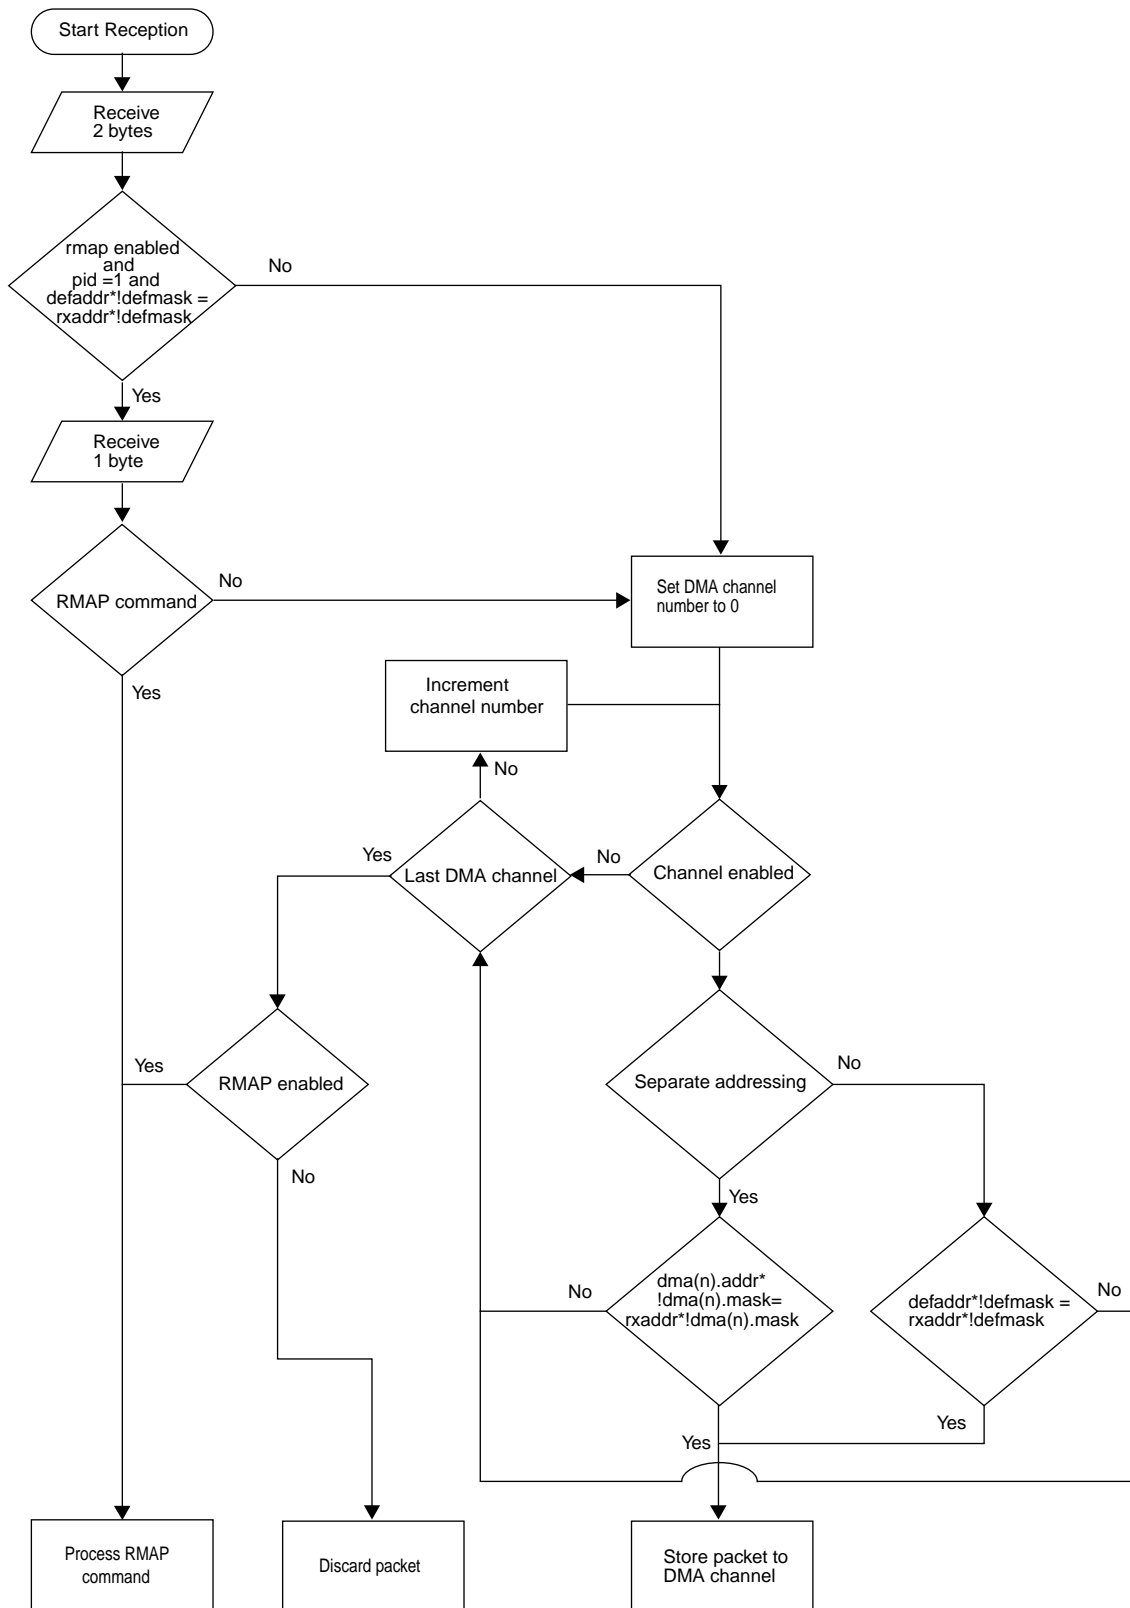 Start Reception
Receive
2 bytes
rmap enabled
and
pid =1 and
defaddr*!defmask =
rxaddr*!defmask
No
Yes
Receive
1 byte
RMAP command
No
Set DMA channel
number to 0
Yes
Increment
channel number
No
Yes
Last DMA channel
No
Channel enabled
Yes
RMAP enabled
Separate addressing
No
No
Yes
No
dma(n).addr*
!dma(n).mask=
rxaddr*!dma(n).mask
defaddr*!defmask =
rxaddr*!defmask
No
Yes
Yes
Process RMAP
command
Discard packet
Store packet to
DMA channel